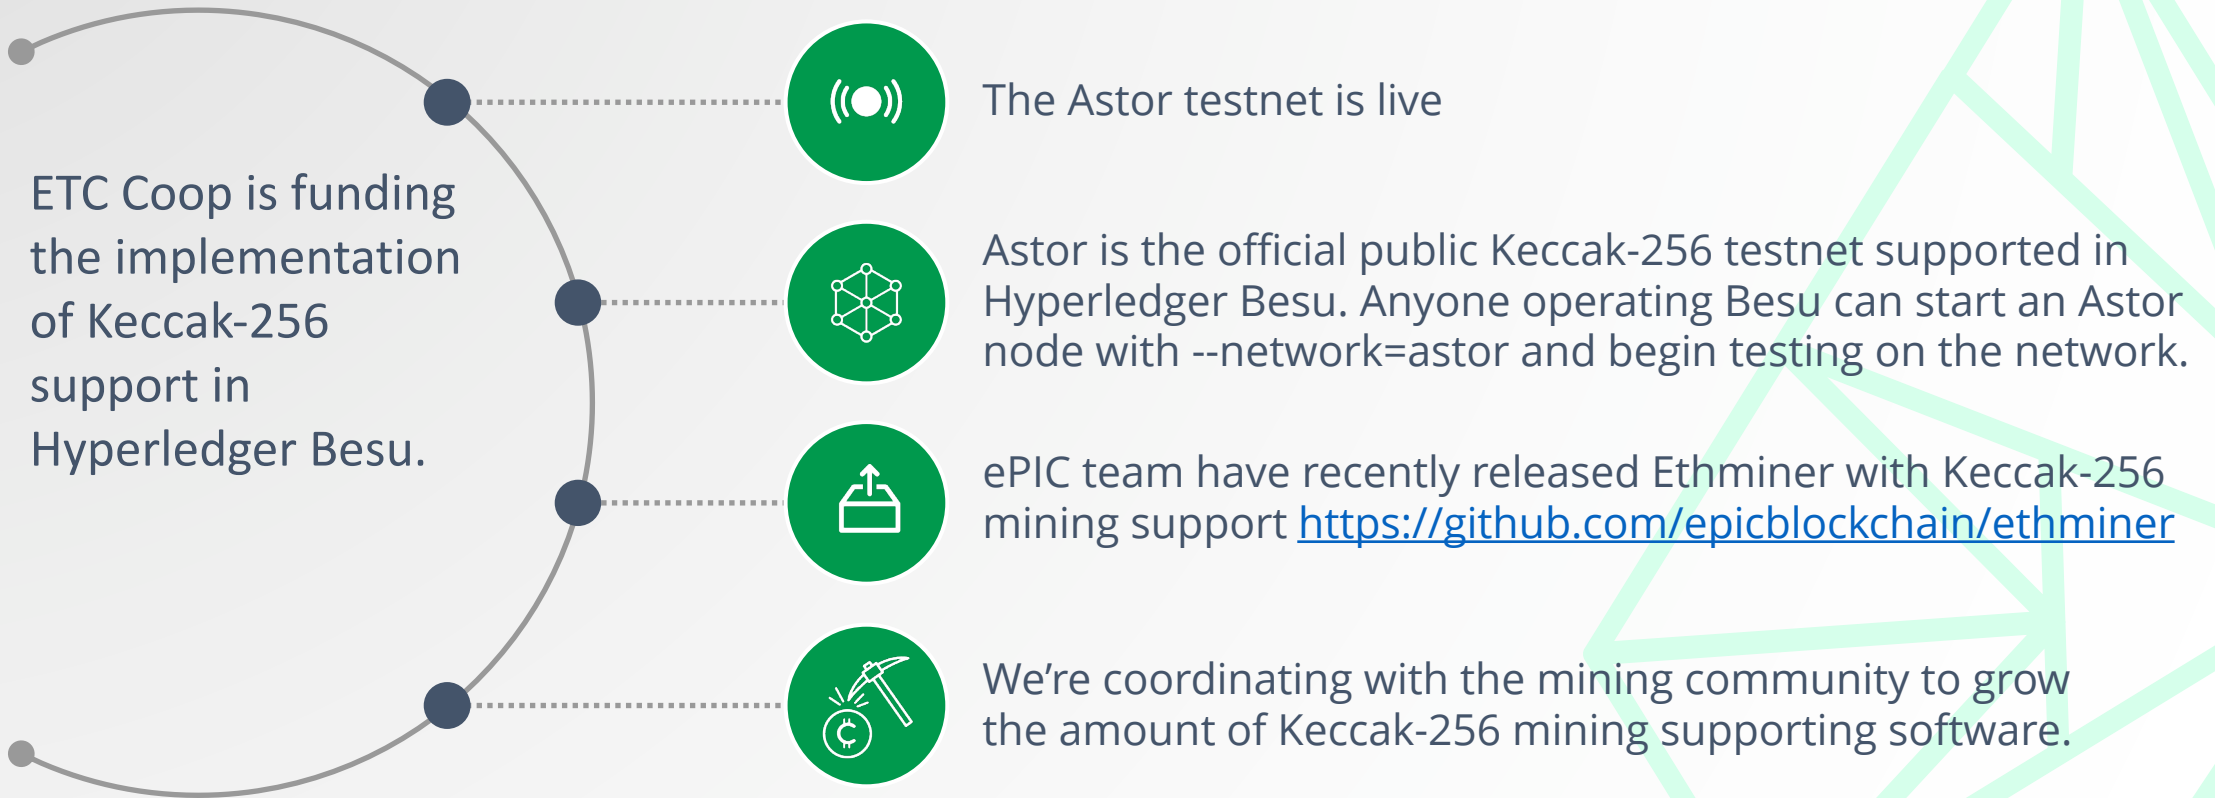 ETC Coop is funding
the implementation
of Keccak-256
support in
Hyperledger Besu.
The Astor testnet is live
Astor is the official public Keccak-256 testnet supported in
Hyperledger Besu. Anyone operating Besu can start an Astor
node with --network=astor and begin testing on the network.
ePIC team have recently released Ethminer with Keccak-256
mining support https://github.com/epicblockchain/ethminer
We’re coordinating with the mining community to grow
the amount of Keccak-256 mining supporting software.